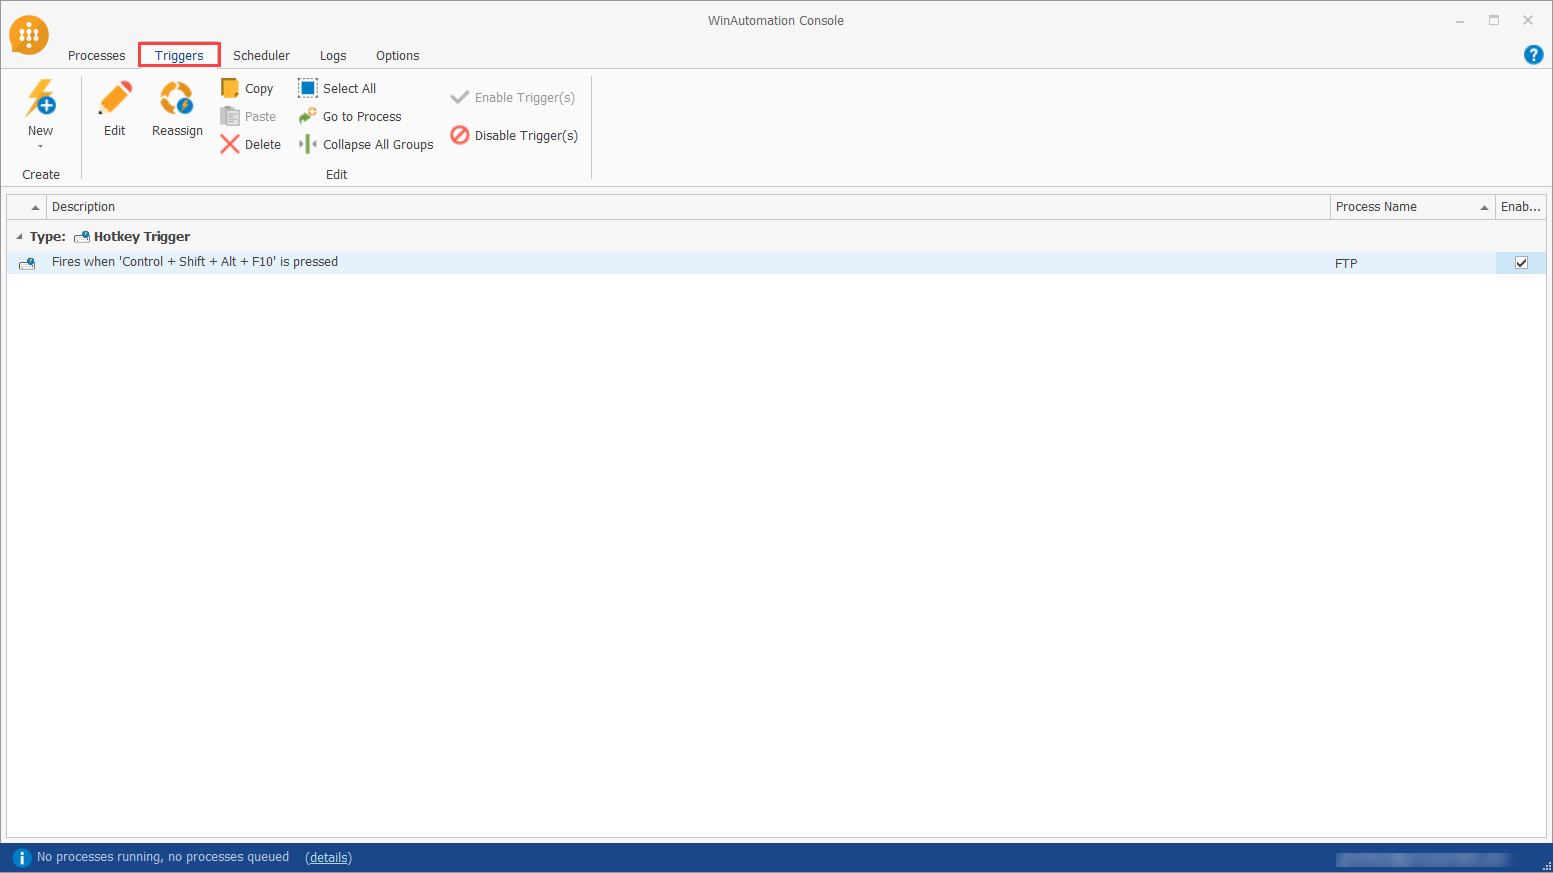 WinAutomation Console
Processes Triggers Scheduler Logs Options
?
New
Create
Edit
Reassign
Copy
Paste
Delete
Select All
Go to Process
Collapse All Groups
Edit
Enable Trigger(s)
Disable Trigger(s)
Description Process Name Enab...
Type: Hotkey Trigger
Fires when 'Control + Shift + Alt + F10' is pressed FTP
No processes running, no processes queued (details)